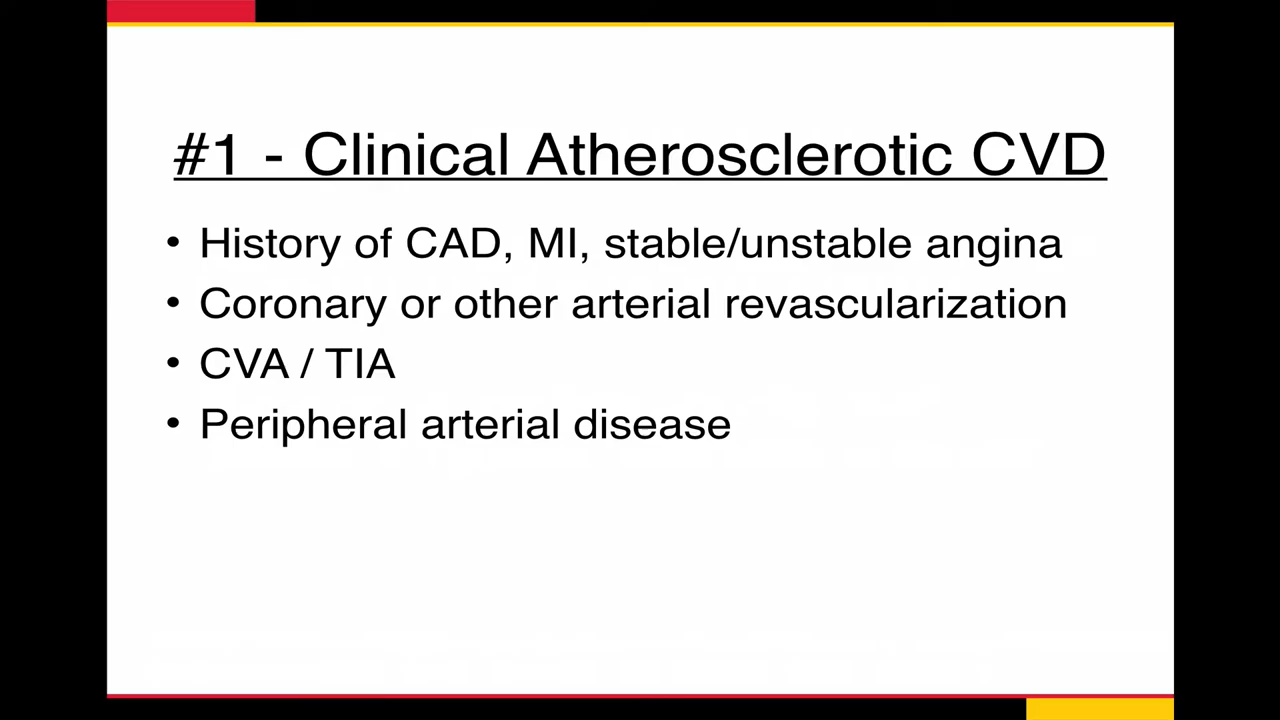 #1 - Clinical Atherosclerotic CVD
• History of CAD, MI, stable/unstable angina
• Coronary or other arterial revascularization
• CVA / TIA
• Peripheral arterial disease